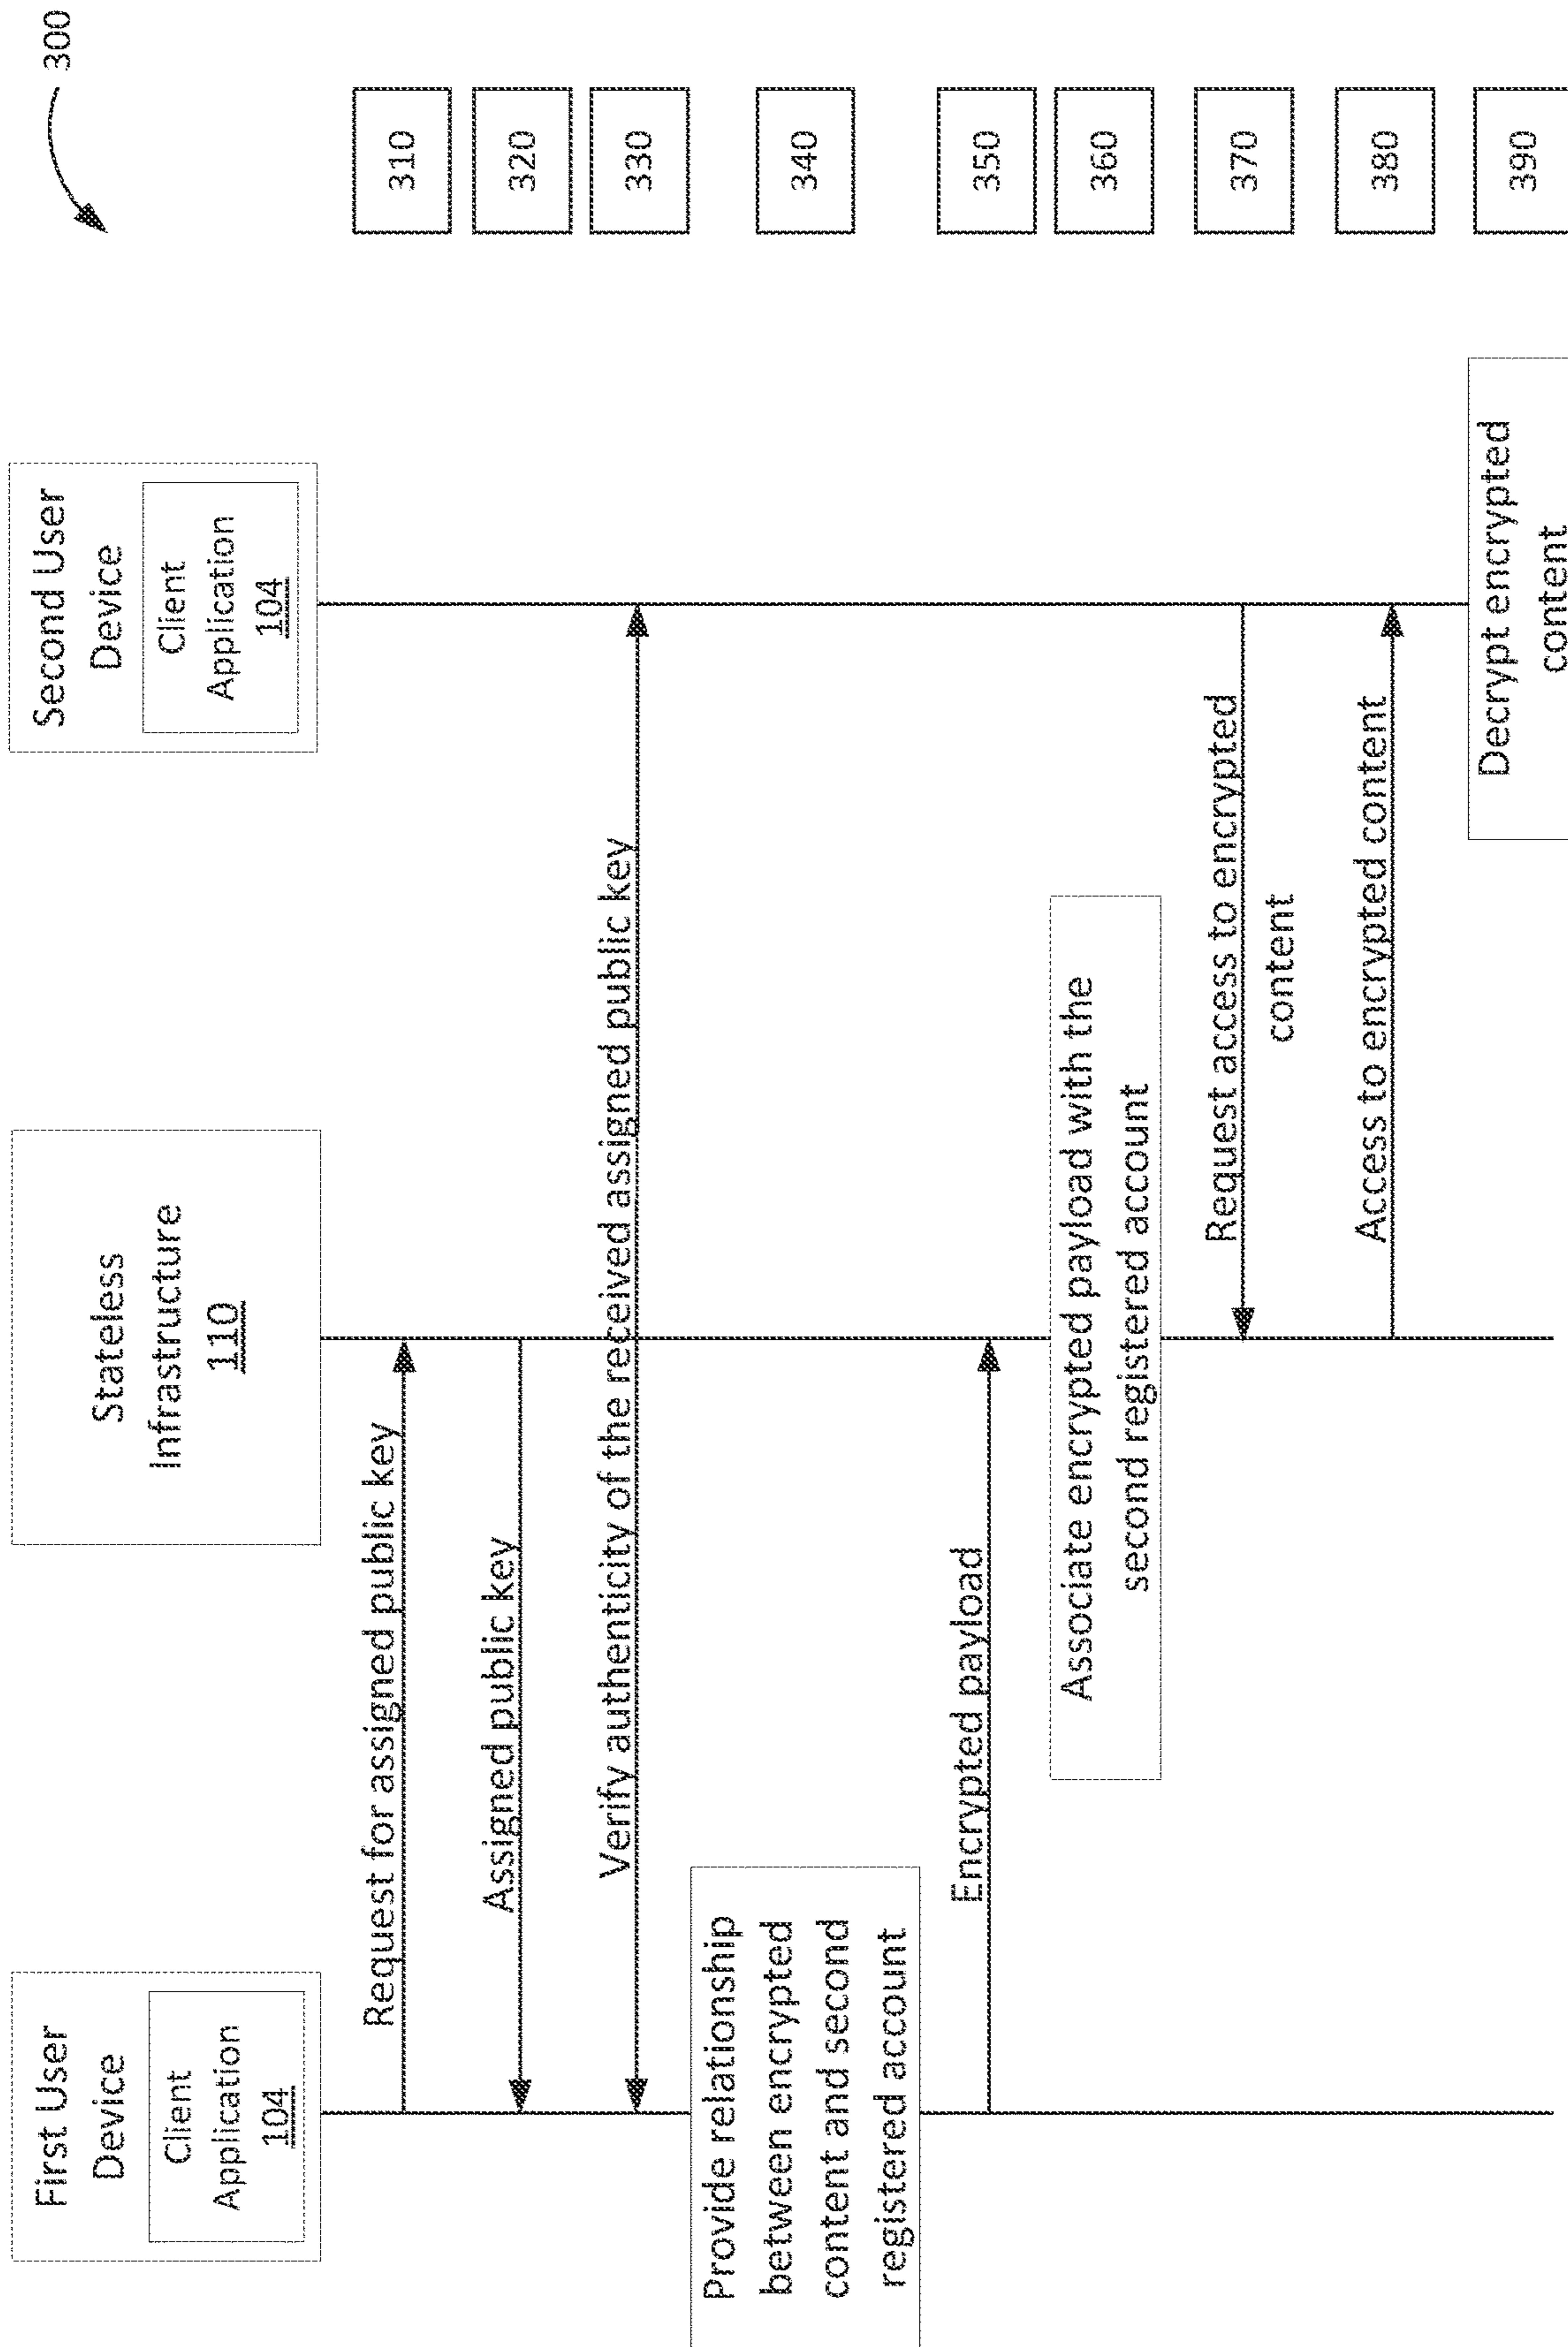 300
First User
Device
Client
Application
104
Stateless
Infrastructure
110
Second User
Device
Client
Application
104
Request for assigned public key
310
Assigned public key
320
Verify authenticity of the received assigned public key
330
Provide relationship
between encrypted
content and second
registered account
340
Encrypted payload
350
Associate encrypted payload with the
second registered account
360
Request access to encrypted
content
370
Access to encrypted content
380
Decrypt encrypted
content
390